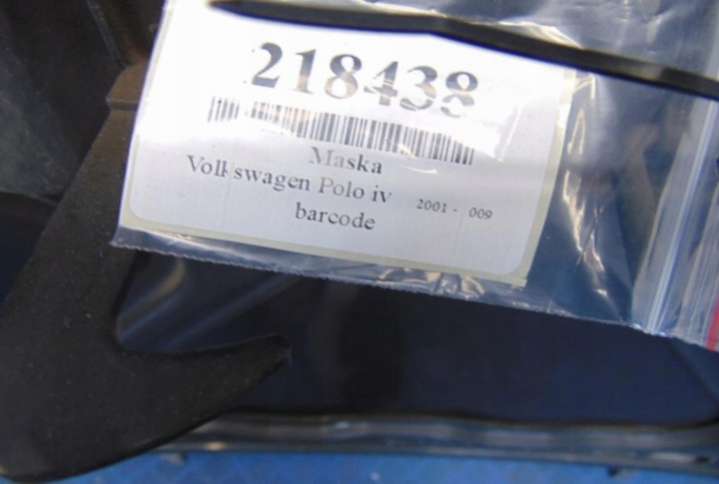 218438
Maska
Volkswagen Polo iv 2001 - 009
barcode